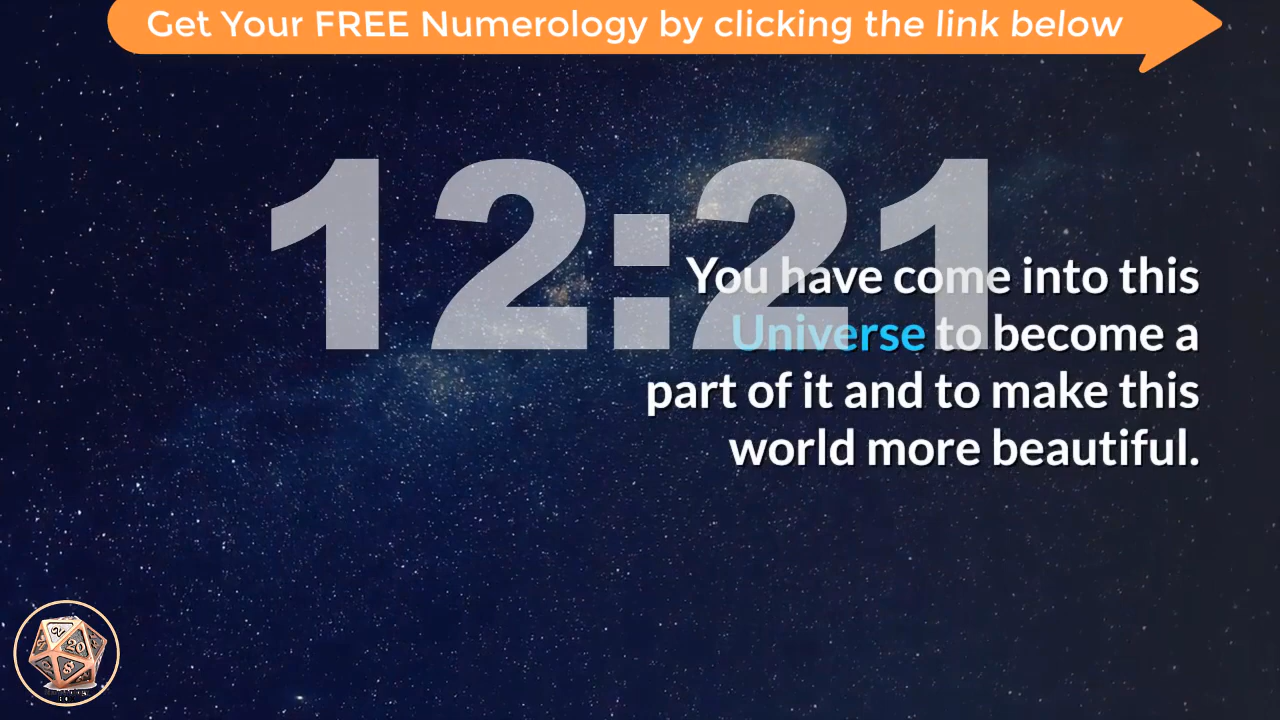 Get Your FREE Numerology by clicking the link below
12:21
You have come into this
Universe to become a
part of it and to make this
world more beautiful.
20